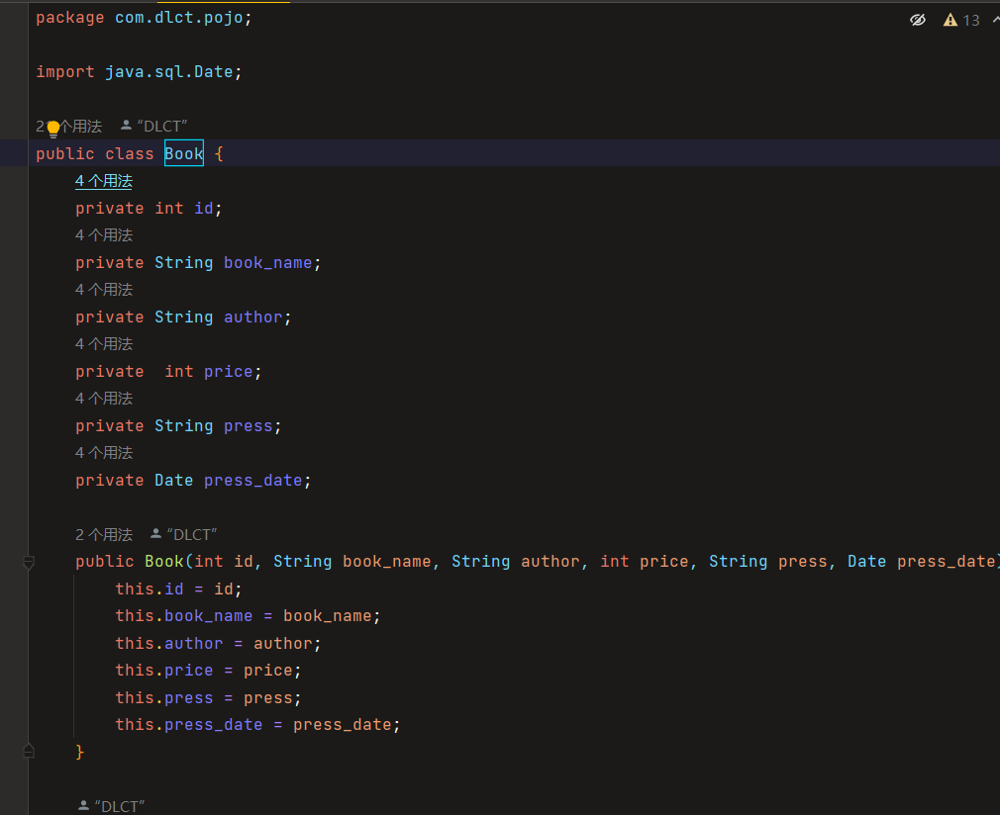 package com.dlct.pojo;
13
import java.sql.Date;
个用法 “DLCT”
public class Book {
4 个用法
private int id;
4 个用法
private String book_name;
4 个用法
private String author;
4 个用法
private  int price;
4 个用法
private String press;
4 个用法
private Date press_date;
2 个用法 “DLCT”
public Book(int id, String book_name, String author, int price, String press, Date press_date)
this.id = id;
this.book_name = book_name;
this.author = author;
this.price = price;
this.press = press;
this.press_date = press_date;
}
“DLCT”